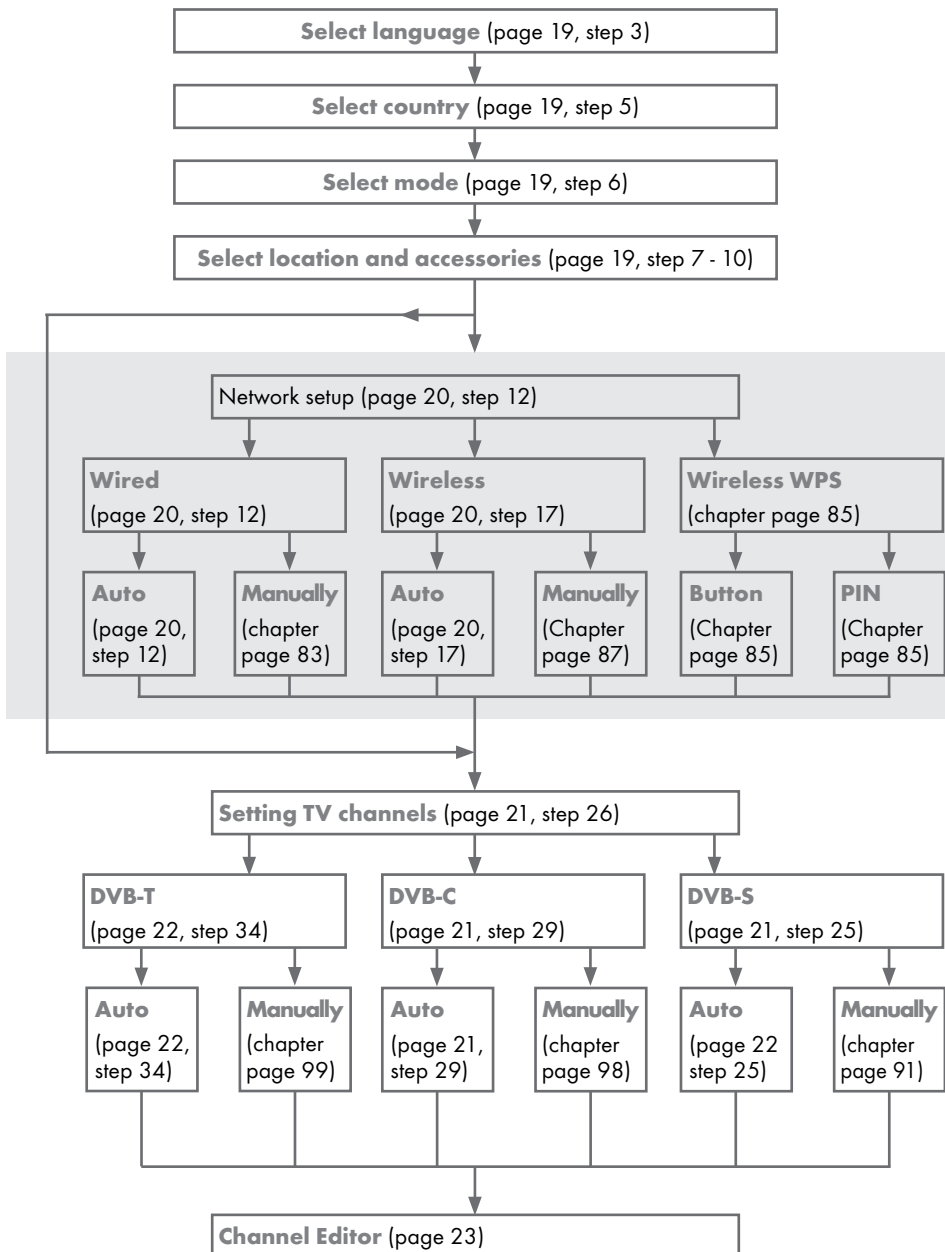 Select language (page 19, step 3)
Select country (page 19, step 5)
Select mode (page 19, step 6)
Select location and accessories (page 19, step 7 - 10)
Network setup (page 20, step 12)
Wired
(page 20, step 12)
Wireless
(page 20, step 17)
Wireless WPS
(chapter page 85)
Auto
(page 20,
step 12)
Manually
(chapter
page 83)
Auto
(page 20,
step 17)
Manually
(Chapter
page 87)
Button
(Chapter
page 85)
PIN
(Chapter
page 85)
Setting TV channels (page 21, step 26)
DVB-T
(page 22, step 34)
DVB-C
(page 21, step 29)
DVB-S
(page 21, step 25)
Auto
(page 22,
step 34)
Manually
(chapter
page 99)
Auto
(page 21,
step 29)
Manually
(chapter
page 98)
Auto
(page 22
step 25)
Manually
(chapter
page 91)
Channel Editor (page 23)